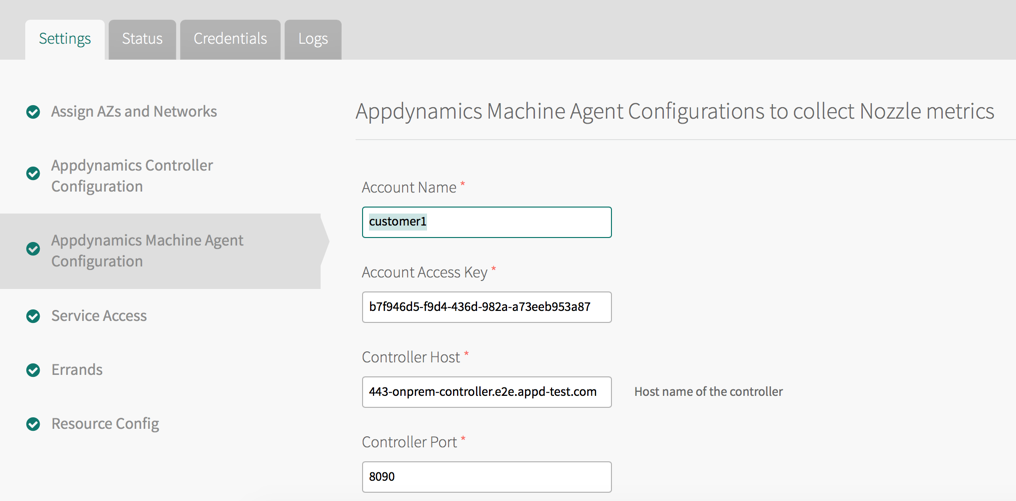 Settings
Status
Credentials
Logs
Assign AZs and Networks
Appdynamics Controller
Configuration
Appdynamics Machine Agent
Configuration
Service Access
Errands
Resource Config
Appdynamics Machine Agent Configurations to collect Nozzle metrics
Account Name *
customer1
Account Access Key *
b7f946d5-f9d4-436d-982a-a73eeb953a87
Controller Host *
443-onprem-controller.e2e.appd-test.com
Host name of the controller
Controller Port *
8090